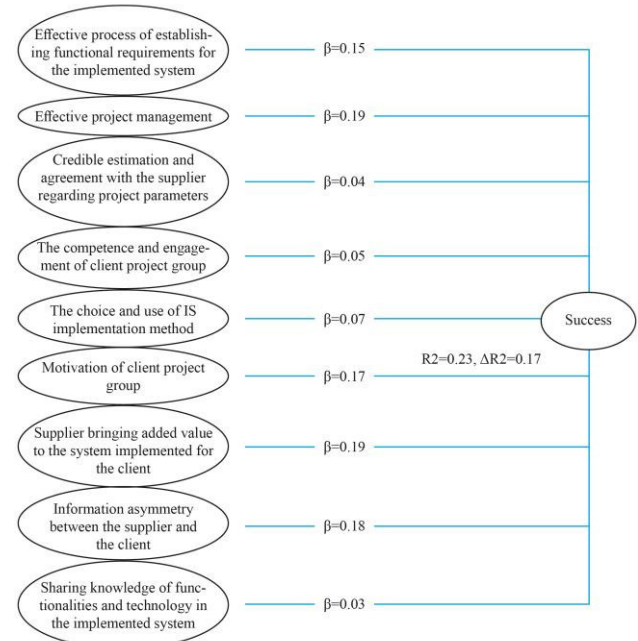 Effective process of establish-
ing functional requirements for
the implemented system
β=0.15
Effective project management
β=0.19
Credible estimation and
agreement with the supplier
regarding project parameters
β=0.04
The competence and engage-
ment of client project group
β=0.05
The choice and use of IS
implementation method
β=0.07
Success
Motivation of client project
group
β=0.17
R2=0.23, ΔR2=0.17
Supplier bringing added value
to the system implemented for
the client
β=0.19
Information asymmetry
between the supplier and
the client
β=0.18
Sharing knowledge of func-
tionalities and technology in
the implemented system
β=0.03